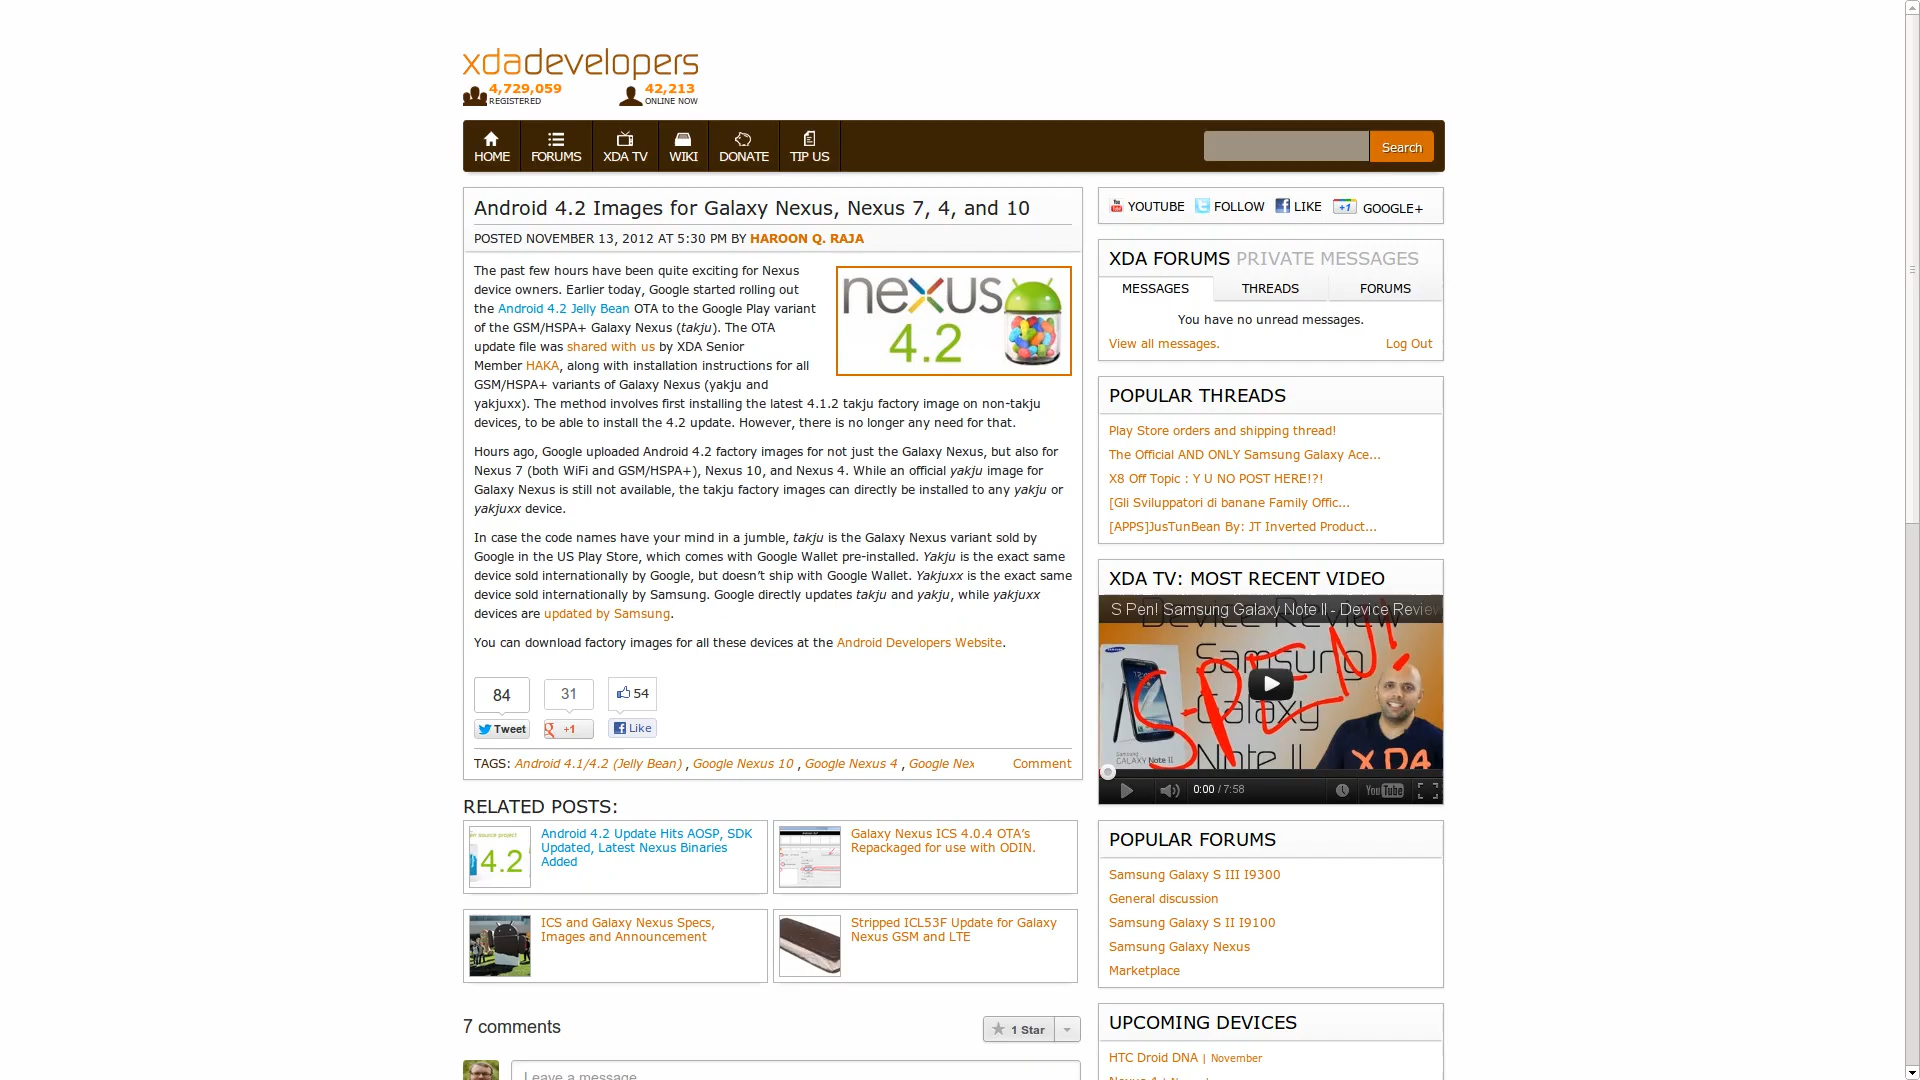 xdadevelopers
4,729,059
REGISTERED
42,213
ONLINE NOW
HOME
FORUMS
XDA TV
WIKI
DONATE
TIP US
Search
Android 4.2 Images for Galaxy Nexus, Nexus 7, 4, and 10
POSTED NOVEMBER 13, 2012 AT 5:30 PM BY HAROON Q. RAJA
The past few hours have been quite exciting for Nexus
device owners. Earlier today, Google started rolling out
the Android 4.2 Jelly Bean OTA to the Google Play variant
of the GSM/HSPA+ Galaxy Nexus (takju). The OTA
update file was shared with us by XDA Senior
Member HAKA, along with installation instructions for all
GSM/HSPA+ variants of Galaxy Nexus (yakju and
yakjuxx). The method involves first installing the latest 4.1.2 takju factory image on non-takju
devices, to be able to install the 4.2 update. However, there is no longer any need for that.
nexus
4.2
Hours ago, Google uploaded Android 4.2 factory images for not just the Galaxy Nexus, but also for
Nexus 7 (both WiFi and GSM/HSPA+), Nexus 10, and Nexus 4. While an official yakju image for
Galaxy Nexus is still not available, the takju factory images can directly be installed to any yakju or
yakjuxx device.
In case the code names have your mind in a jumble, takju is the Galaxy Nexus variant sold by
Google in the US Play Store, which comes with Google Wallet pre-installed. Yakju is the exact same
device sold internationally by Google, but doesn’t ship with Google Wallet. Yakjuxx is the exact same
device sold internationally by Samsung. Google directly updates takju and yakju, while yakjuxx
devices are updated by Samsung.
You can download factory images for all these devices at the Android Developers Website.
84
31
54
Tweet
+1
Like
TAGS: Android 4.1/4.2 (Jelly Bean) , Google Nexus 10 , Google Nexus 4 , Google Nex
Comment
RELATED POSTS:
4.2
Android 4.2 Update Hits AOSP, SDK
Updated, Latest Nexus Binaries
Added
Galaxy Nexus ICS 4.0.4 OTA’s
Repackaged for use with ODIN.
ICS and Galaxy Nexus Specs,
Images and Announcement
Stripped ICL53F Update for Galaxy
Nexus GSM and LTE
7 comments
1 Star
Leave a message
YOUTUBE
FOLLOW
LIKE
+1
GOOGLE+
XDA FORUMS PRIVATE MESSAGES
MESSAGES
THREADS
FORUMS
You have no unread messages.
View all messages.
Log Out
POPULAR THREADS
Play Store orders and shipping thread!
The Official AND ONLY Samsung Galaxy Ace...
X8 Off Topic : Y U NO POST HERE!?!
[Gli Sviluppatori di banane Family Offic...
[APPS]JusTunBean By: JT Inverted Product...
XDA TV: MOST RECENT VIDEO
S Pen! Samsung Galaxy Note II - Device Review
Device Review
Samsung
Galaxy
Note II
S-PEN!
SAMSUNG
GALAXY Note II
XDA
0:00 / 7:58
YouTube
POPULAR FORUMS
Samsung Galaxy S III I9300
General discussion
Samsung Galaxy S II I9100
Samsung Galaxy Nexus
Marketplace
UPCOMING DEVICES
HTC Droid DNA | November